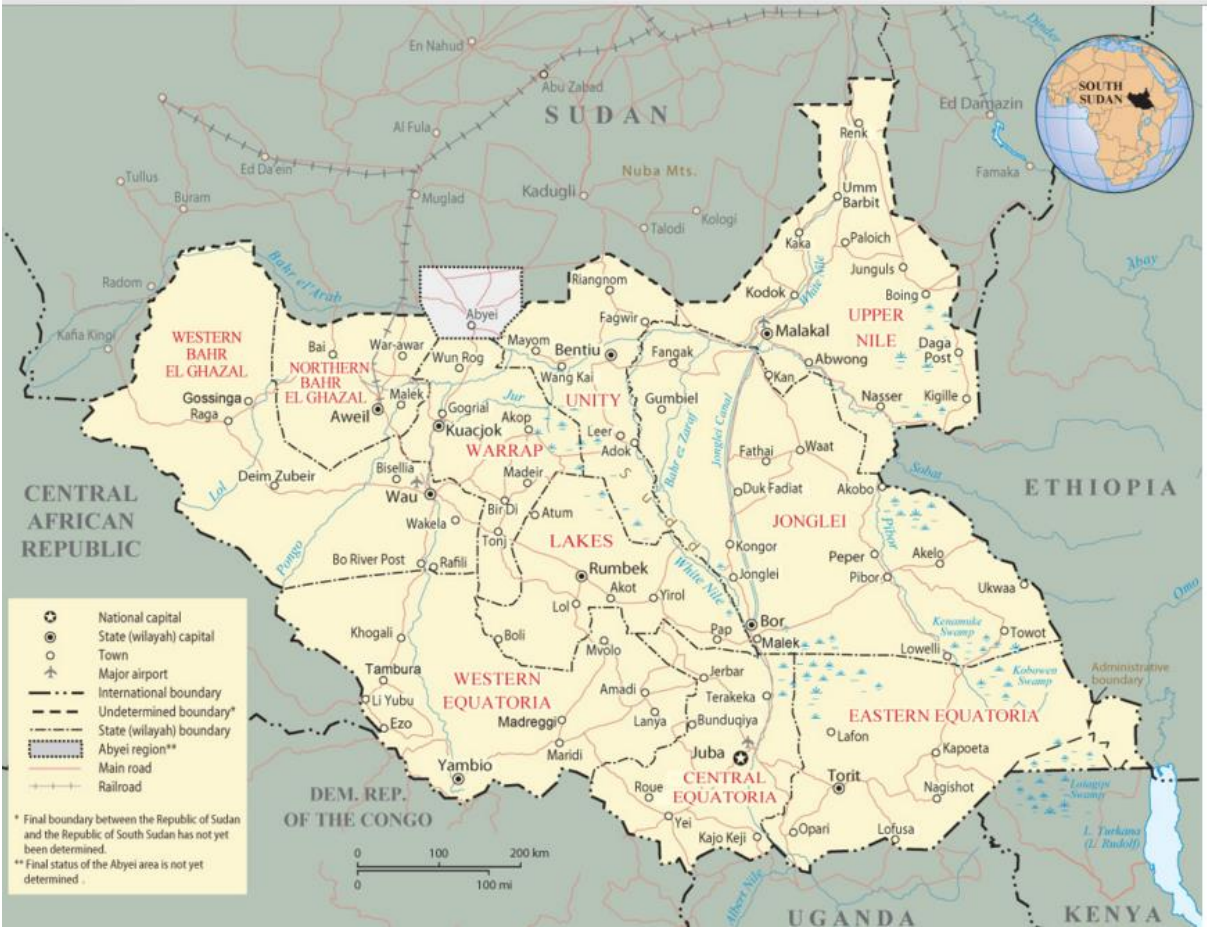 Dinder
En Nahud
Abu Zabad
SUDAN
SOUTH
SUDAN
Ed Damazin
Al Fula
Renk
Ed Da'ein
Nuba Mts.
Famaka
Tullus
Buram
Muglad
Kadugli
Umm
Barbit
Talodi
Kologi
Kaka
Paloich
Bahr el'Arab
White Nile
Abay
Radom
Riangnom
Junguls
Kodok
Boing
Abyei
Fagwir
Malakal
UPPER
NILE
Kafia Kingi
WESTERN
BAHR
EL GHAZAL
Bai
War-awar
Wun Rog
Mayom
Bentiu
Fangak
Abwong
Daga
Post
NORTHERN
BAHR
EL GHAZAL
Wang Kai
Kan
Gossinga
Raga
Malek
Aweil
Gogrial
Jur
UNITY
Gumbiel
Nasser
Kigille
Kuacjok
Akop
Leer
Adok
Bahr ez Zaraf
Jonglei Canal
WARRAP
Fathai
Waat
Sobat
Deim Zubeir
Bisellia
Madeir
Sudd
Lol
Wau
Duk Fadiat
Akobo
ETHIOPIA
CENTRAL
AFRICAN
REPUBLIC
Wakela
Bir Di
Atum
JONGLEI
Pibor
Tonj
LAKES
Kongor
Peper
Akelo
Pongo
Bo River Post
Rafili
Rumbek
White Nile
Jonglei
Pibor
Ukwaa
Omo
Akot
Yirol
Lol
Bor
Kenamuke
Swamp
Khogali
Boli
Mvolo
Pap
Malek
Towot
Lowelli
Tambura
WESTERN
EQUATORIA
Jerbar
Kobowen
Swamp
Administrative
boundary
Li Yubu
Amadi
Terakeka
Ezo
Madreggi
Lanya
Bunduqiya
EASTERN EQUATORIA
Lafon
Maridi
Juba
Kapoeta
Yambio
CENTRAL
EQUATORIA
Torit
Roue
Nagishot
Lotagipi
Swamp
DEM. REP.
OF THE CONGO
Yei
Kajo Keji
Opari
Lofusa
L. Turkana
(L. Rudolf)
0 100 200 km
0 100 mi
Albert Nile
UGANDA
KENYA
National capital
State (wilayah) capital
Town
Major airport
International boundary
Undetermined boundary*
State (wilayah) boundary
Abyei region**
Main road
Railroad
* Final boundary between the Republic of Sudan
and the Republic of South Sudan has not yet
been determined.
** Final status of the Abyei area is not yet
determined .